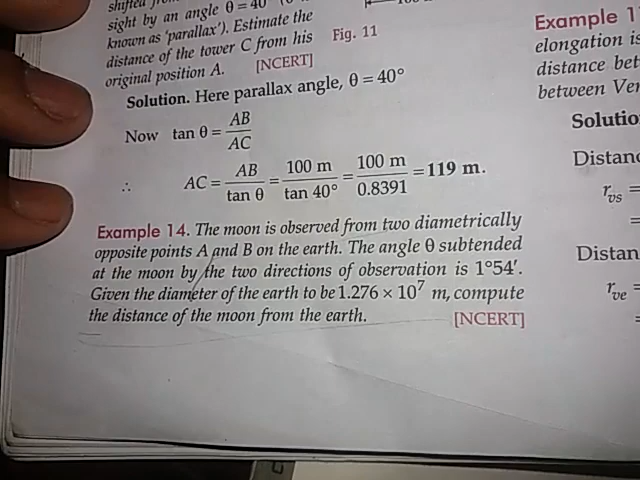 sight by an angle θ = 40°
known as 'parallax'). Estimate the
distance of the tower C from his
original position A. [NCERT]
Fig. 11
Solution. Here parallax angle, θ = 40°
Now tan θ = AB/AC
∴ AC = AB/tan θ = 100 m/tan 40° = 100 m/0.8391 = 119 m.
Example 14. The moon is observed from two diametrically
opposite points A and B on the earth. The angle θ subtended
at the moon by the two directions of observation is 1°54′.
Given the diameter of the earth to be 1.276 × 10⁷ m, compute
the distance of the moon from the earth. [NCERT]
Example
elongation is
distance
between
Distan
r_vs =
=
Distan
r_ve =
=